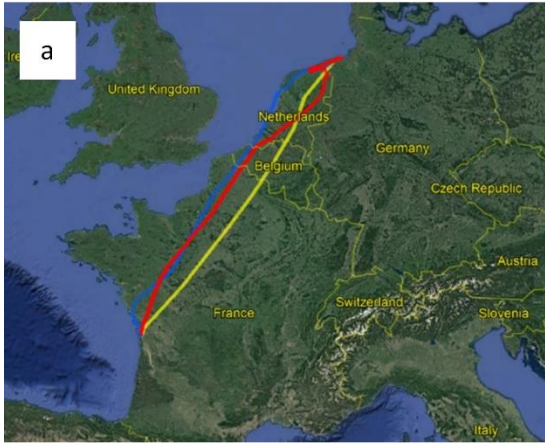 a
Ire
United Kingdom
Netherlands
Belgium
Germany
Czech Republic
Austria
France
Switzerland
Slovenia
Italy